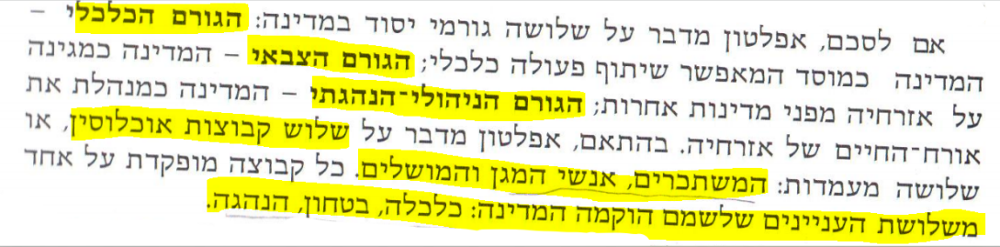 אם לסכם, אפלטון מדבר על שלושה גורמי יסוד במדינה: הגורם הכלכלי –
המדינה כמוסד המאפשר שיתוף פעולה כלכלי; הגורם הצבאי – המדינה כמגינה
על אזרחיה מפני מדינות אחרות; הגורם הניהולי־הנהגתי – המדינה כמנהלת את
אורח־החיים של אזרחיה. בהתאם, אפלטון מדבר על שלוש קבוצות אוכלוסין, או
שלושה מעמדות: המשתכרים, אנשי המגן והמושלים. כל קבוצה מופקדת על אחד
משלושת העניינים שלשמם הוקמה המדינה: כלכלה, בטחון, הנהגה.